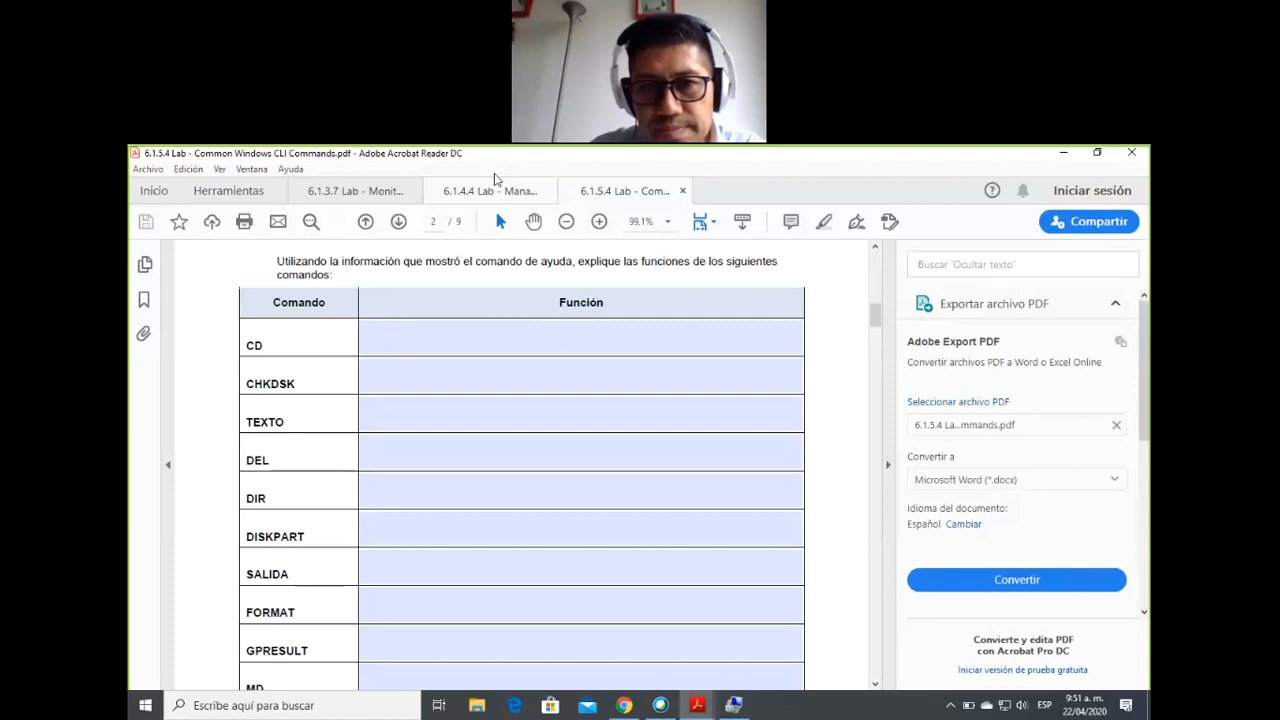 6.1.5.4 Lab - Common Windows CLI Commands.pdf - Adobe Acrobat Reader DC
Archivo Edición Ver Ventana Ayuda
Inicio Herramientas 6.1.3.7 Lab - Monit... 6.1.4.4 Lab - Mana... 6.1.5.4 Lab - Com... ×
Iniciar sesión
2 / 9 99,1% Compartir
Utilizando la información que mostró el comando de ayuda, explique las funciones de los siguientes
comandos:
Comando Función
CD
CHKDSK
TEXTO
DEL
DIR
DISKPART
SALIDA
FORMAT
GPRESULT
MD
Buscar 'Ocultar texto'
Exportar archivo PDF
Adobe Export PDF
Convertir archivos PDF a Word o Excel Online
Seleccionar archivo PDF
6.1.5.4 La...mmands.pdf
Convertir a
Microsoft Word (*.docx)
Idioma del documento:
Español Cambiar
Convertir
Convierte y edita PDF
con Acrobat Pro DC
Iniciar versión de prueba gratuita
Escribe aquí para buscar
ESP
9:51 a. m.
22/04/2020